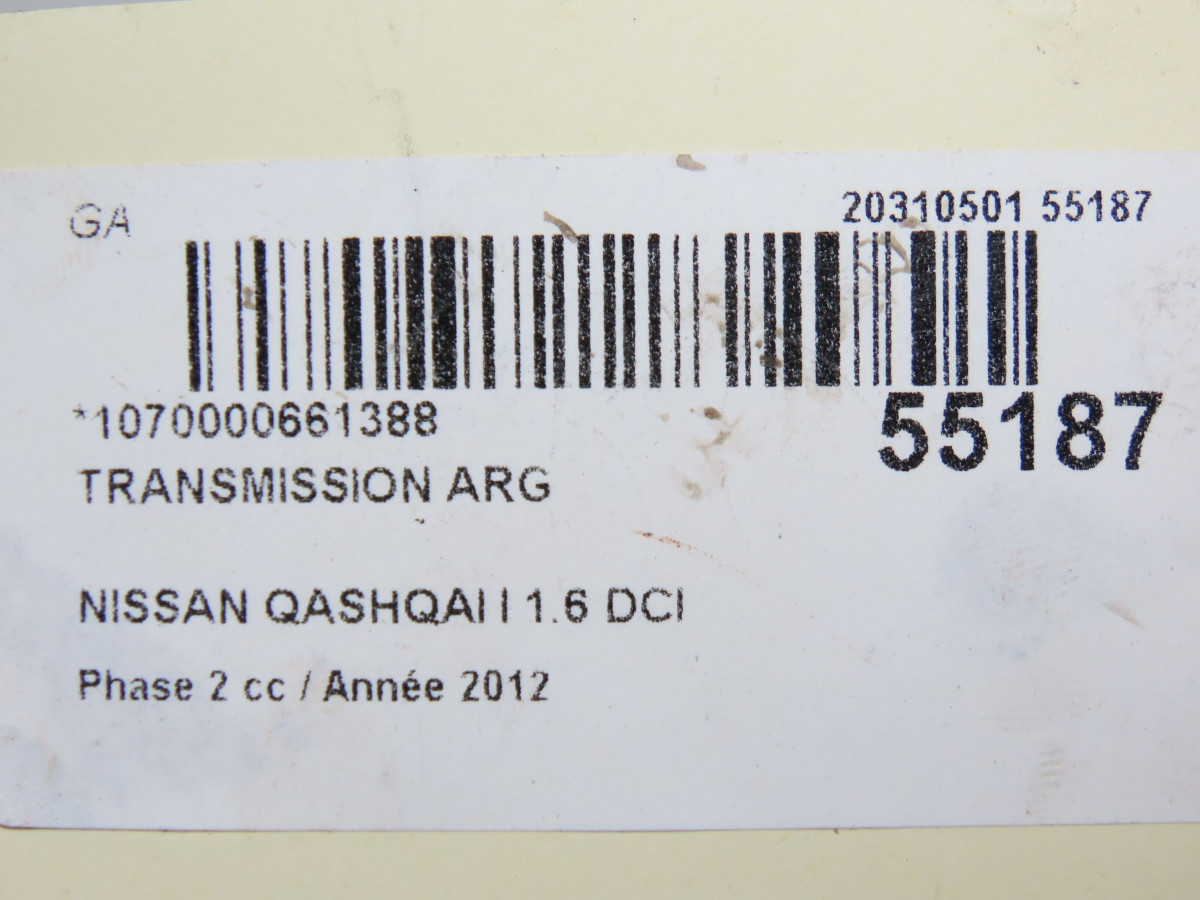 GA
20310501 55187
*1070000661388
55187
TRANSMISSION ARG
NISSAN QASHQAI I 1.6 DCI
Phase 2 cc / Année 2012